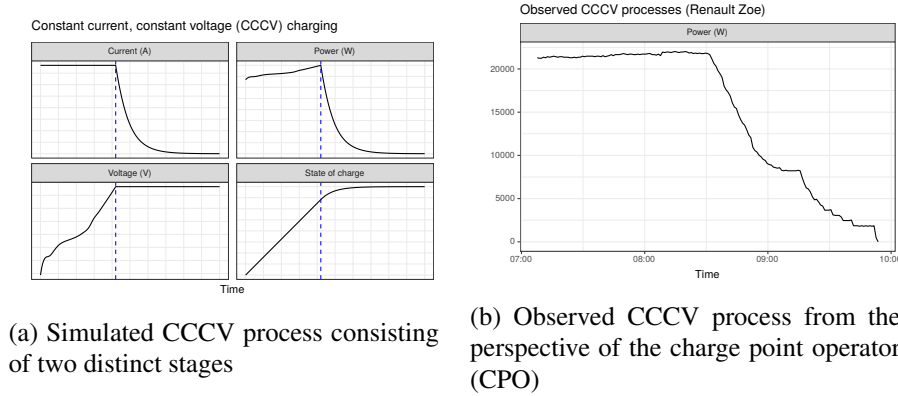 Constant current, constant voltage (CCCV) charging
Current (A)
Power (W)
Voltage (V)
State of charge
Time
(a) Simulated CCCV process consisting
of two distinct stages
Observed CCCV processes (Renault Zoe)
Power (W)
20000
15000
10000
5000
0
07:00
08:00
09:00
10:00
Time
(b) Observed CCCV process from the
perspective of the charge point operator
(CPO)